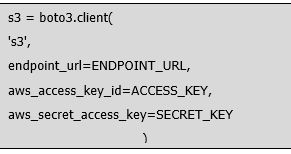 s3 = boto3.client(
's3',
endpoint_url=ENDPOINT_URL,
aws_access_key_id=ACCESS_KEY,
aws_secret_access_key=SECRET_KEY
)